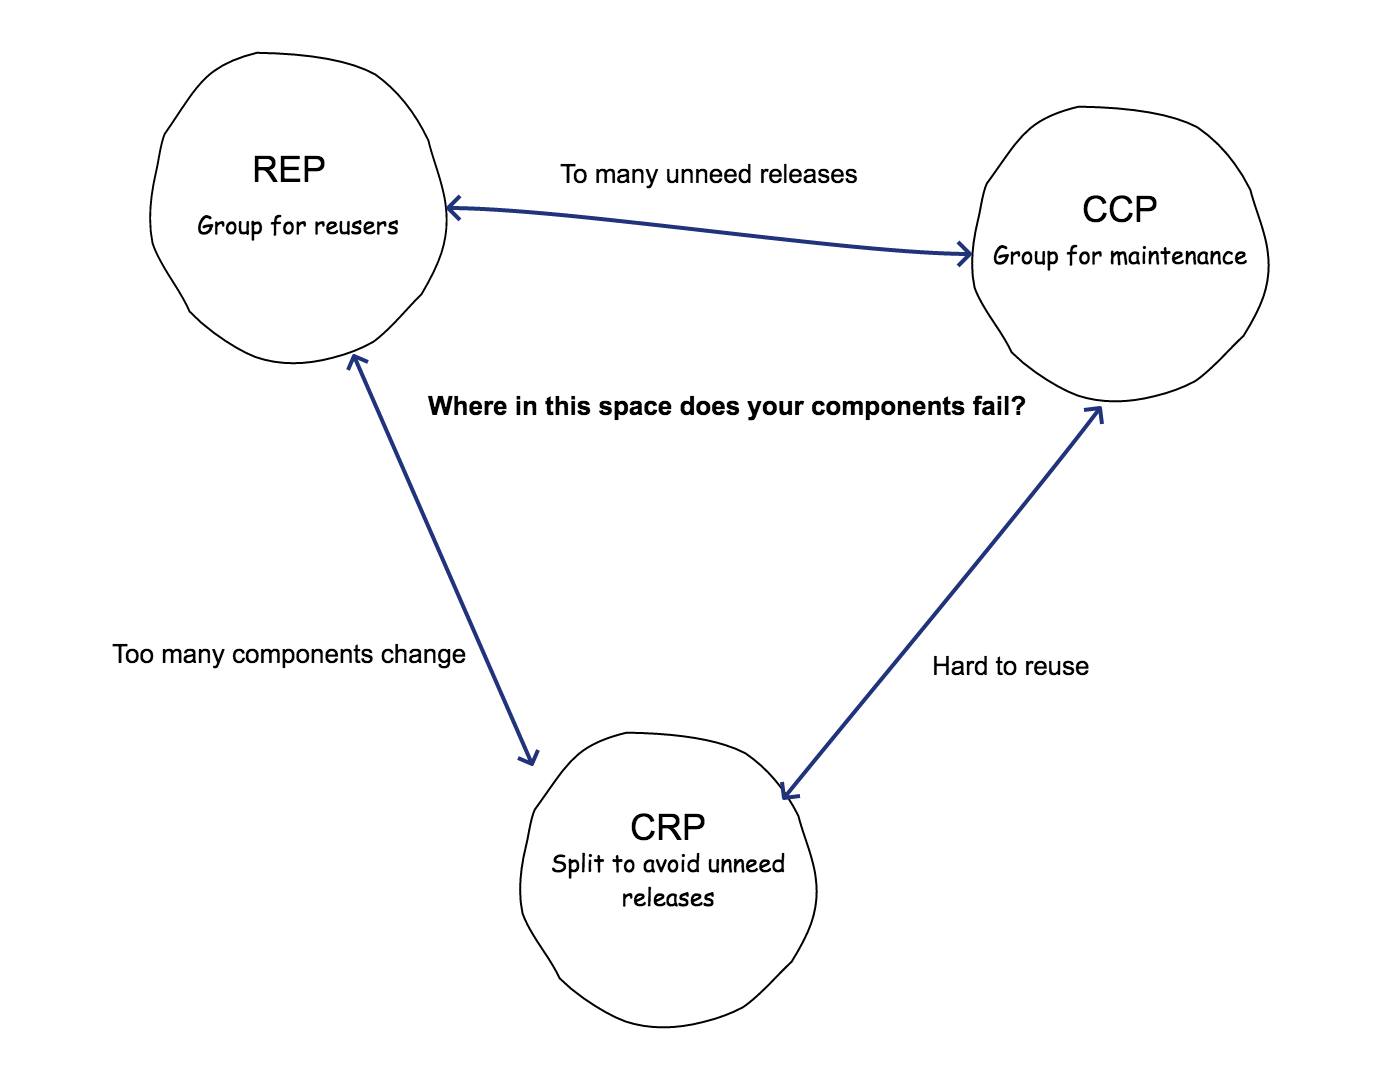 REP
Group for reusers
To many unneed releases
CCP
Group for maintenance
Where in this space does your components fail?
Too many components change
Hard to reuse
CRP
Split to avoid unneed
releases